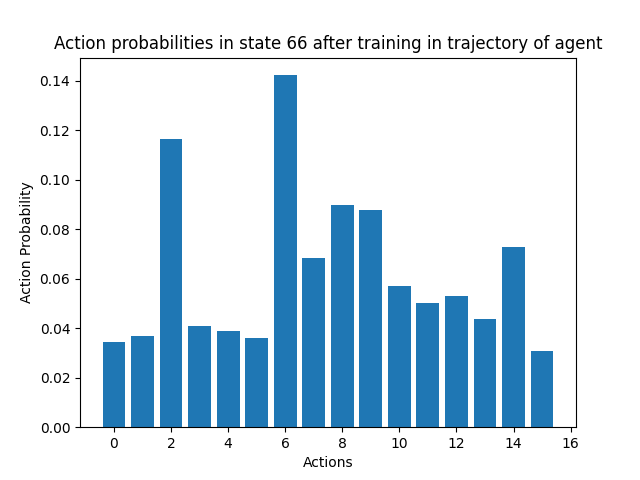 Action probabilities in state 66 after training in trajectory of agent
0.14
0.12
0.10
0.08
0.06
0.04
0.02
0.00
Action Probability
0 2 4 6 8 10 12 14 16
Actions